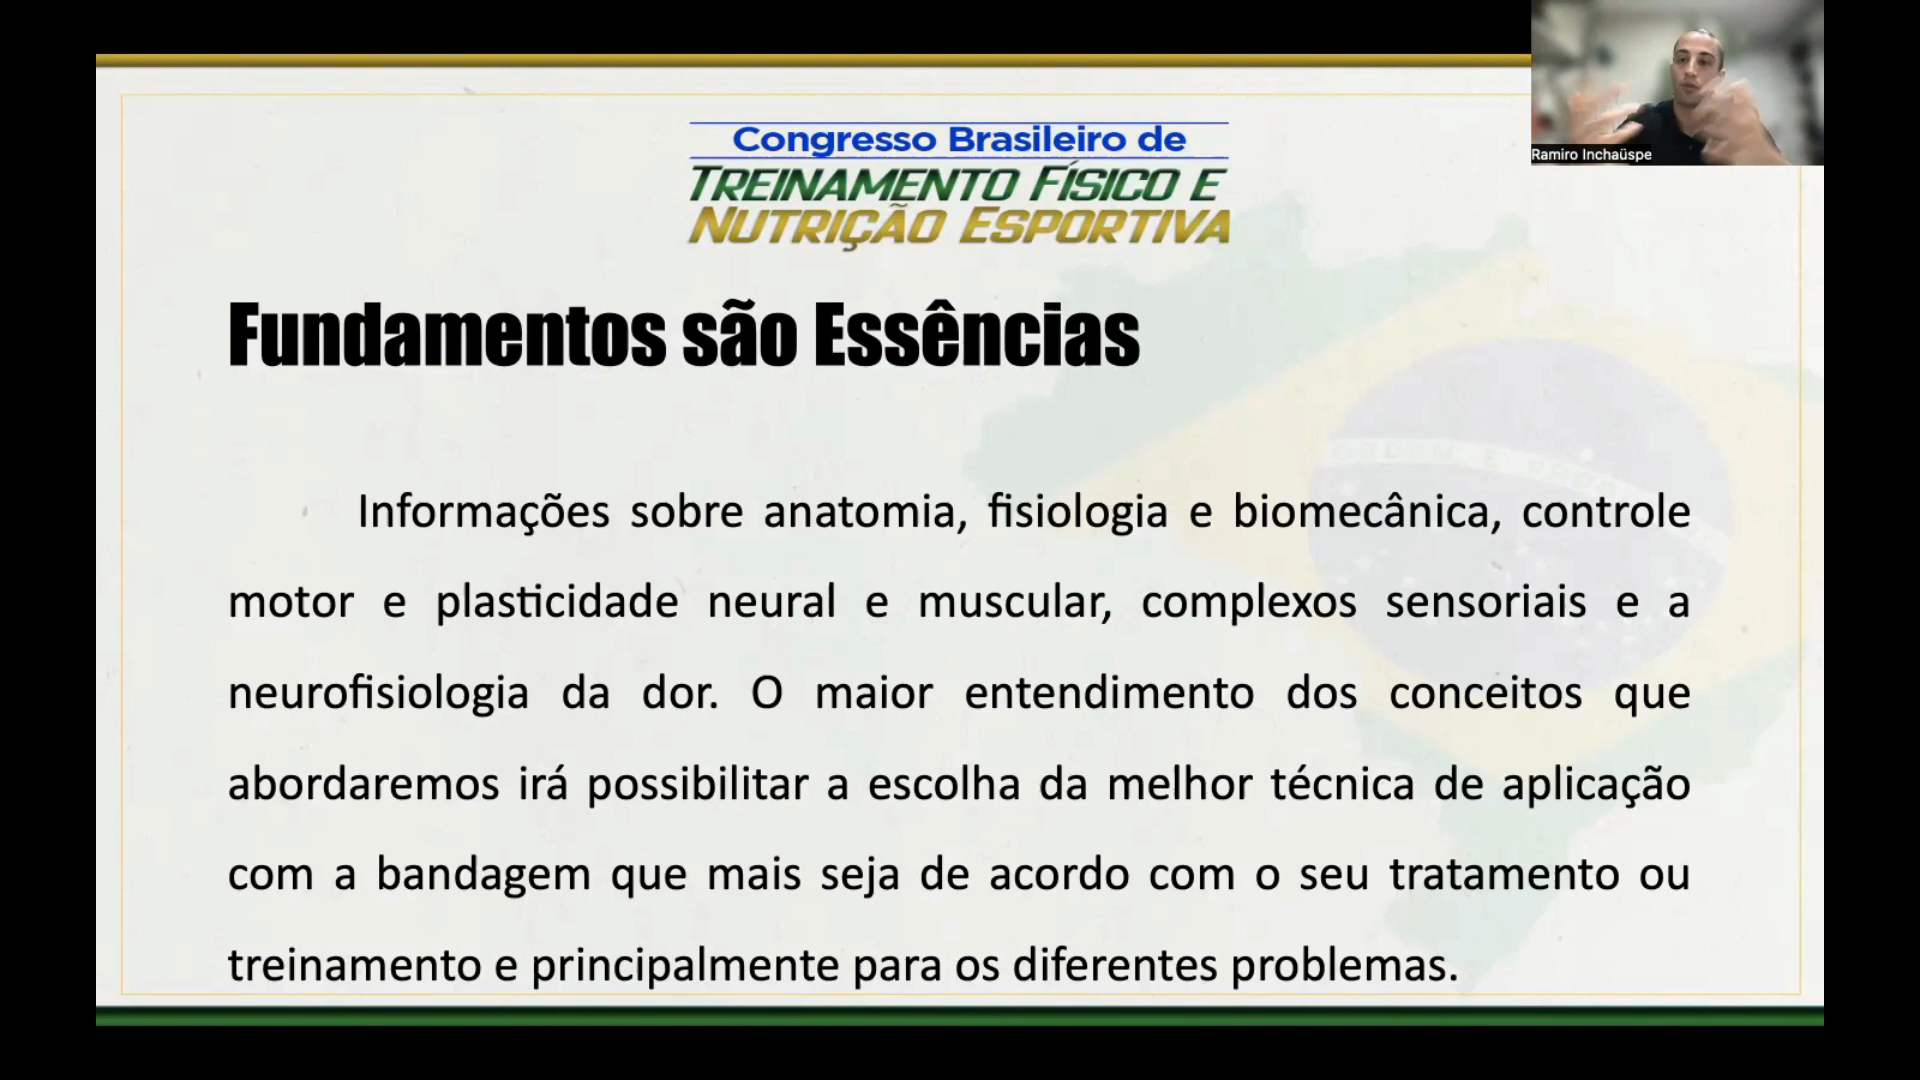 Ramiro Inchaüspe
Congresso Brasileiro de
TREINAMENTO FÍSICO E
NUTRIÇÃO ESPORTIVA
Fundamentos são Essências
Informações sobre anatomia, fisiologia e biomecânica, controle
motor e plasticidade neural e muscular, complexos sensoriais e a
neurofisiologia da dor. O maior entendimento dos conceitos que
abordaremos irá possibilitar a escolha da melhor técnica de aplicação
com a bandagem que mais seja de acordo com o seu tratamento ou
treinamento e principalmente para os diferentes problemas.